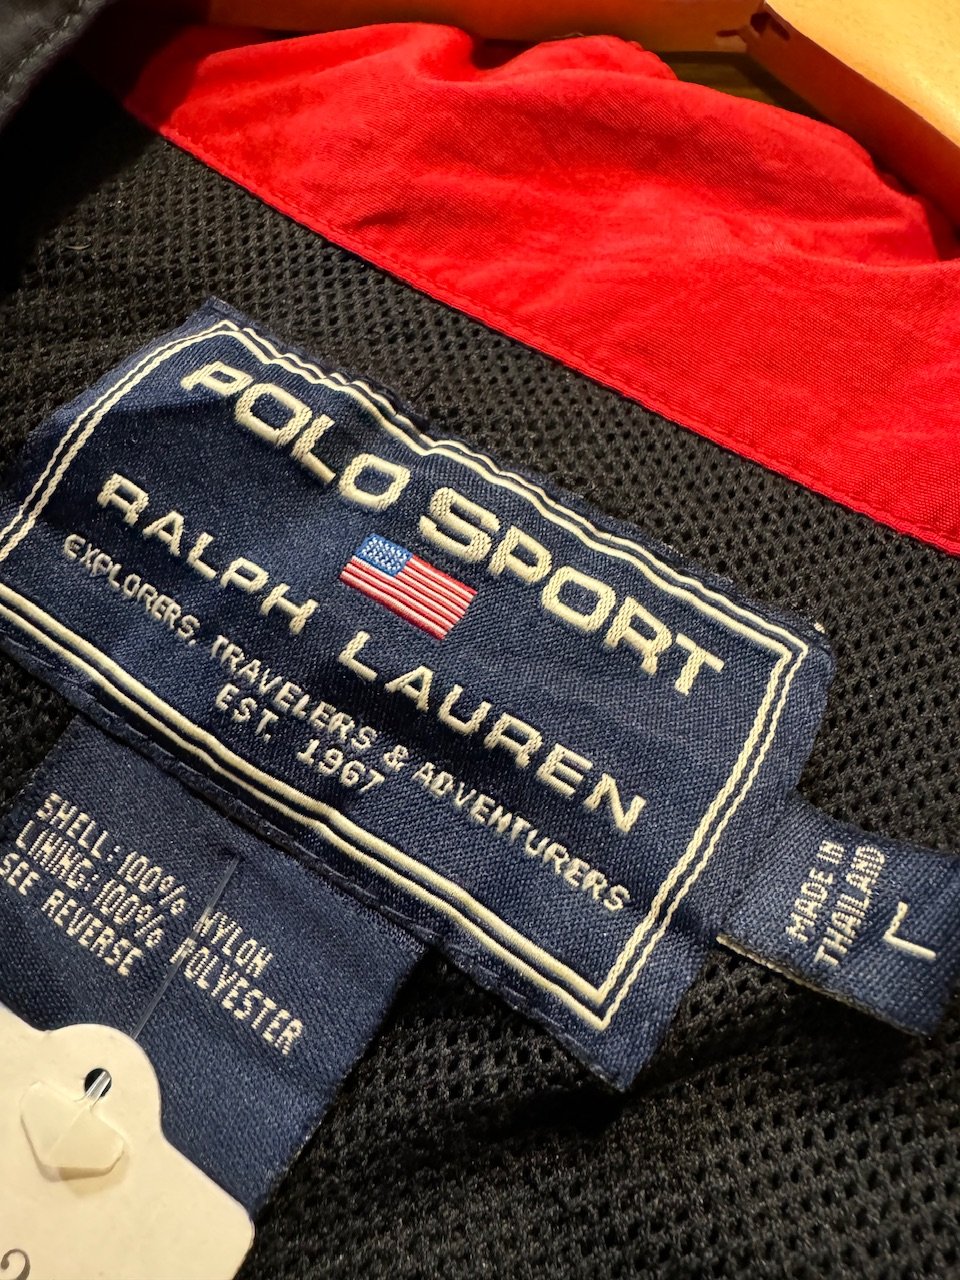 POLO SPORT
RALPH LAUREN
EXPLORERS, TRAVELERS & ADVENTURERS
EST. 1967
SHELL: 100% NYLON
LINING: 100% POLYESTER
SEE REVERSE
MADE IN
THAILAND
L